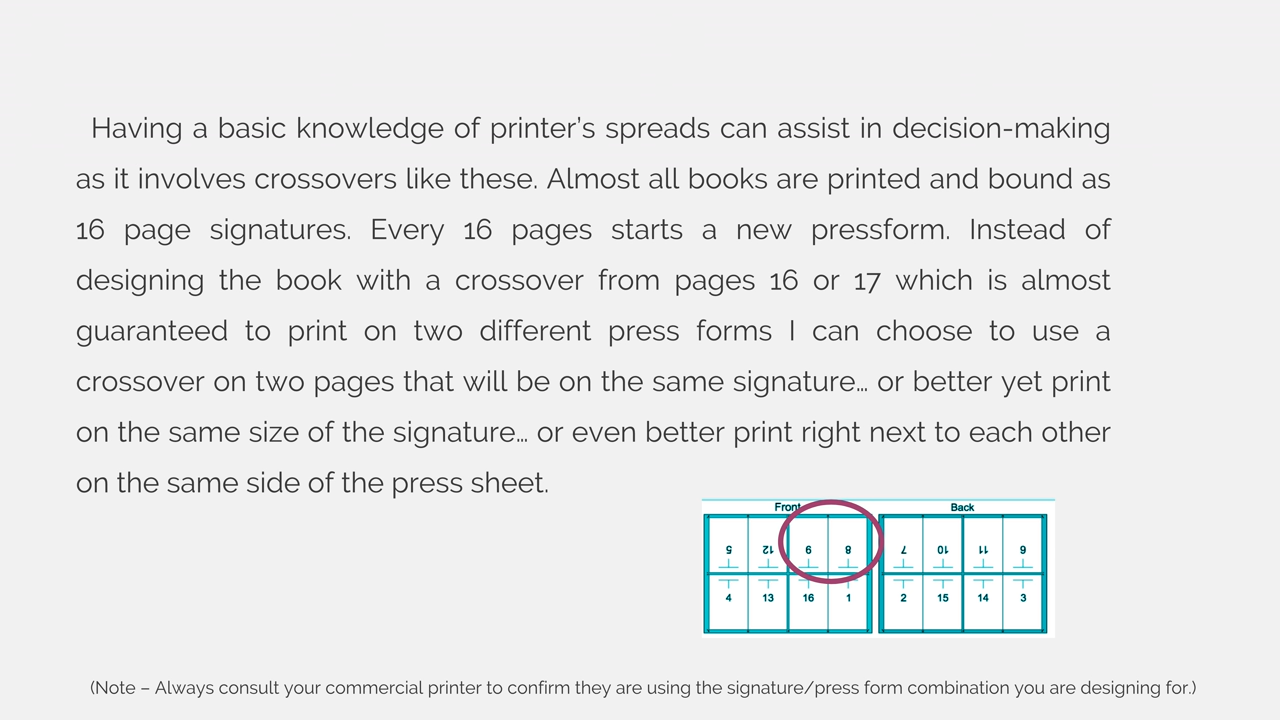 Having a basic knowledge of printer’s spreads can assist in decision-making
as it involves crossovers like these. Almost all books are printed and bound as
16 page signatures. Every 16 pages starts a new pressform. Instead of
designing the book with a crossover from pages 16 or 17 which is almost
guaranteed to print on two different press forms I can choose to use a
crossover on two pages that will be on the same signature… or better yet print
on the same size of the signature… or even better print right next to each other
on the same side of the press sheet.
Front Back
5 12 9 8 7 10 11 6
4 13 16 1 2 15 14 3
(Note – Always consult your commercial printer to confirm they are using the signature/press form combination you are designing for.)